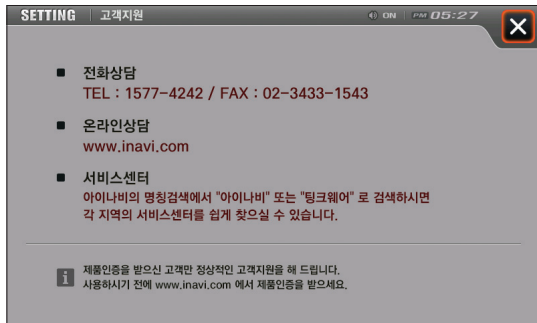 SETTING 고객지원 ON PM 05:27
■ 전화상담
TEL : 1577-4242 / FAX : 02-3433-1543
■ 온라인상담
www.inavi.com
■ 서비스센터
아이나비의 명칭검색에서 "아이나비" 또는 "팅크웨어" 로 검색하시면
각 지역의 서비스센터를 쉽게 찾으실 수 있습니다.
제품인증을 받으신 고객만 정상적인 고객지원을 해 드립니다.
사용하시기 전에 www.inavi.com 에서 제품인증을 받으세요.